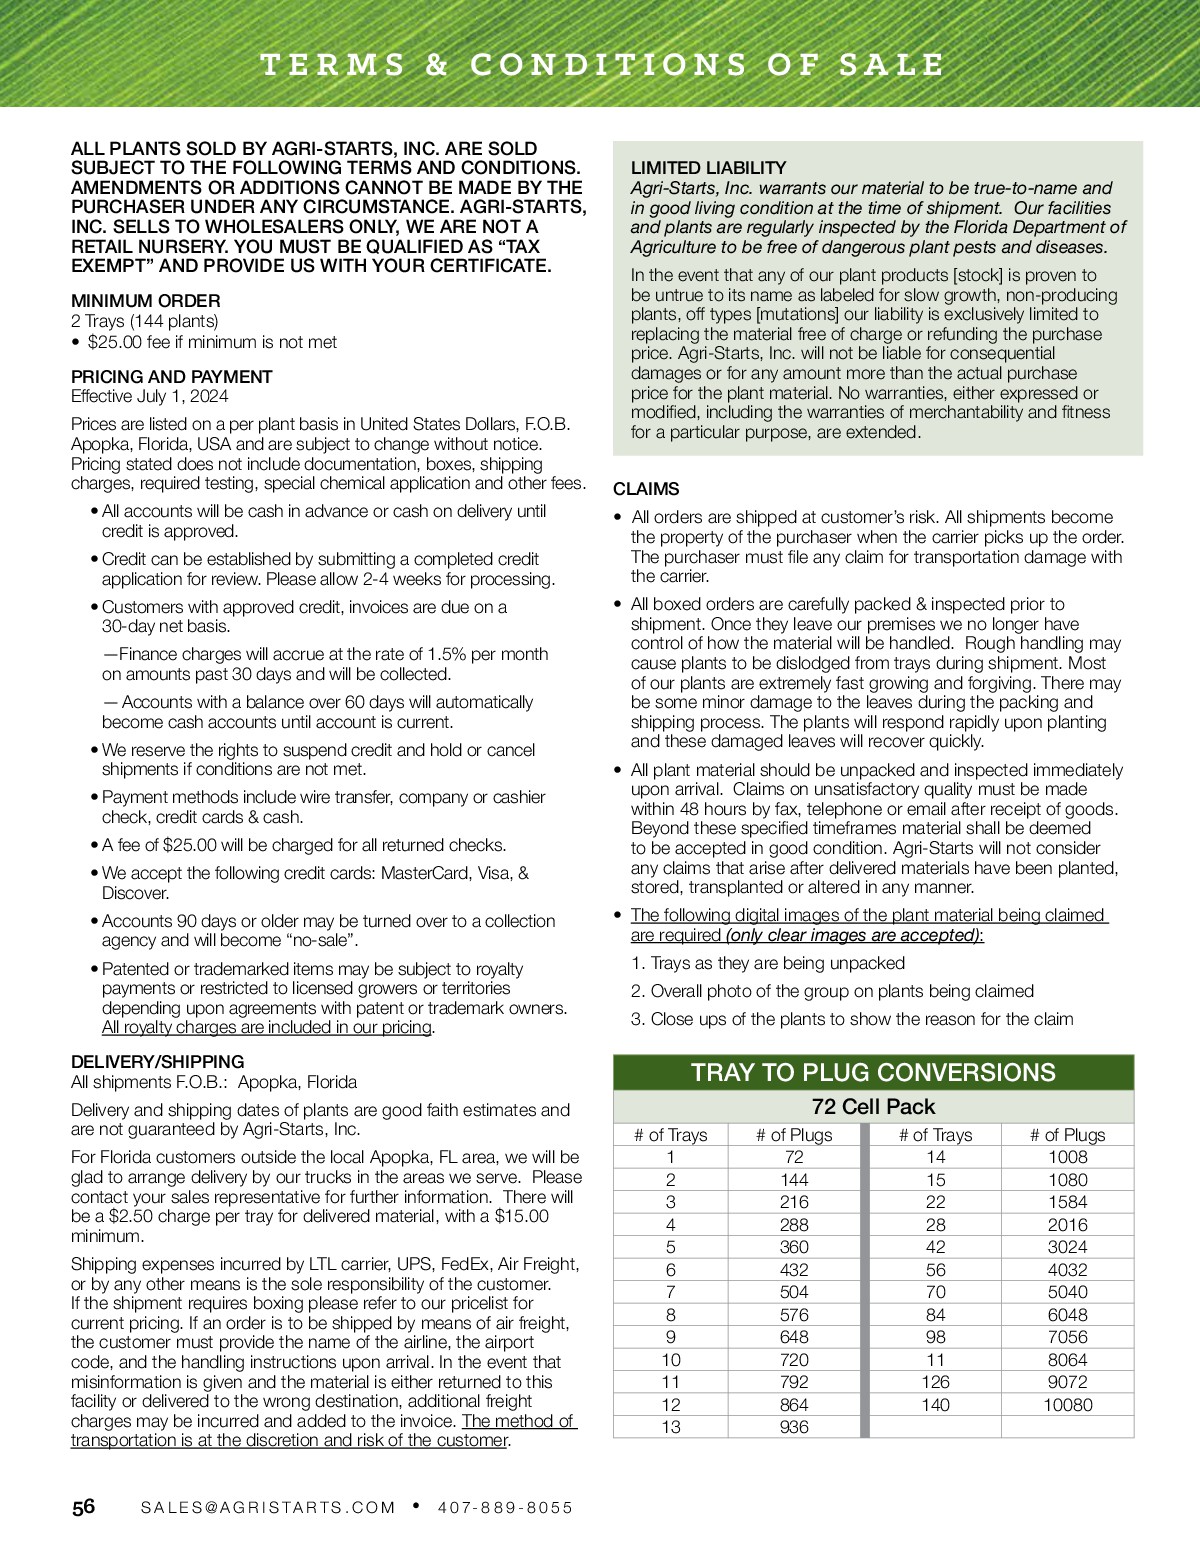 TERMS & CONDITIONS OF SALE
ALL PLANTS SOLD BY AGRI-STARTS, INC. ARE SOLD
SUBJECT TO THE FOLLOWING TERMS AND CONDITIONS.
AMENDMENTS OR ADDITIONS CANNOT BE MADE BY THE
PURCHASER UNDER ANY CIRCUMSTANCE. AGRI-STARTS,
INC. SELLS TO WHOLESALERS ONLY, WE ARE NOT A
RETAIL NURSERY. YOU MUST BE QUALIFIED AS “TAX
EXEMPT” AND PROVIDE US WITH YOUR CERTIFICATE.
MINIMUM ORDER
2 Trays (144 plants)
• $25.00 fee if minimum is not met
PRICING AND PAYMENT
Effective July 1, 2024
Prices are listed on a per plant basis in United States Dollars, F.O.B.
Apopka, Florida, USA and are subject to change without notice.
Pricing stated does not include documentation, boxes, shipping
charges, required testing, special chemical application and other fees.
• All accounts will be cash in advance or cash on delivery until
credit is approved.
• Credit can be established by submitting a completed credit
application for review. Please allow 2-4 weeks for processing.
• Customers with approved credit, invoices are due on a
30-day net basis.
—Finance charges will accrue at the rate of 1.5% per month
on amounts past 30 days and will be collected.
— Accounts with a balance over 60 days will automatically
become cash accounts until account is current.
• We reserve the rights to suspend credit and hold or cancel
shipments if conditions are not met.
• Payment methods include wire transfer, company or cashier
check, credit cards & cash.
• A fee of $25.00 will be charged for all returned checks.
• We accept the following credit cards: MasterCard, Visa, &
Discover.
• Accounts 90 days or older may be turned over to a collection
agency and will become “no-sale”.
• Patented or trademarked items may be subject to royalty
payments or restricted to licensed growers or territories
depending upon agreements with patent or trademark owners.
All royalty charges are included in our pricing.
DELIVERY/SHIPPING
All shipments F.O.B.: Apopka, Florida
Delivery and shipping dates of plants are good faith estimates and
are not guaranteed by Agri-Starts, Inc.
For Florida customers outside the local Apopka, FL area, we will be
glad to arrange delivery by our trucks in the areas we serve. Please
contact your sales representative for further information. There will
be a $2.50 charge per tray for delivered material, with a $15.00
minimum.
Shipping expenses incurred by LTL carrier, UPS, FedEx, Air Freight,
or by any other means is the sole responsibility of the customer.
If the shipment requires boxing please refer to our pricelist for
current pricing. If an order is to be shipped by means of air freight,
the customer must provide the name of the airline, the airport
code, and the handling instructions upon arrival. In the event that
misinformation is given and the material is either returned to this
facility or delivered to the wrong destination, additional freight
charges may be incurred and added to the invoice. The method of
transportation is at the discretion and risk of the customer.
LIMITED LIABILITY
Agri-Starts, Inc. warrants our material to be true-to-name and
in good living condition at the time of shipment. Our facilities
and plants are regularly inspected by the Florida Department of
Agriculture to be free of dangerous plant pests and diseases.
In the event that any of our plant products [stock] is proven to
be untrue to its name as labeled for slow growth, non-producing
plants, off types [mutations] our liability is exclusively limited to
replacing the material free of charge or refunding the purchase
price. Agri-Starts, Inc. will not be liable for consequential
damages or for any amount more than the actual purchase
price for the plant material. No warranties, either expressed or
modified, including the warranties of merchantability and fitness
for a particular purpose, are extended.
CLAIMS
• All orders are shipped at customer’s risk. All shipments become
the property of the purchaser when the carrier picks up the order.
The purchaser must file any claim for transportation damage with
the carrier.
• All boxed orders are carefully packed & inspected prior to
shipment. Once they leave our premises we no longer have
control of how the material will be handled. Rough handling may
cause plants to be dislodged from trays during shipment. Most
of our plants are extremely fast growing and forgiving. There may
be some minor damage to the leaves during the packing and
shipping process. The plants will respond rapidly upon planting
and these damaged leaves will recover quickly.
• All plant material should be unpacked and inspected immediately
upon arrival. Claims on unsatisfactory quality must be made
within 48 hours by fax, telephone or email after receipt of goods.
Beyond these specified timeframes material shall be deemed
to be accepted in good condition. Agri-Starts will not consider
any claims that arise after delivered materials have been planted,
stored, transplanted or altered in any manner.
• The following digital images of the plant material being claimed
are required (only clear images are accepted):
1. Trays as they are being unpacked
2. Overall photo of the group on plants being claimed
3. Close ups of the plants to show the reason for the claim
TRAY TO PLUG CONVERSIONS
72 Cell Pack
# of Trays # of Plugs # of Trays # of Plugs
1 72 14 1008
2 144 15 1080
3 216 22 1584
4 288 28 2016
5 360 42 3024
6 432 56 4032
7 504 70 5040
8 576 84 6048
9 648 98 7056
10 720 11 8064
11 792 126 9072
12 864 140 10080
13 936
56 SALES@AGRISTARTS.COM • 407-889-8055